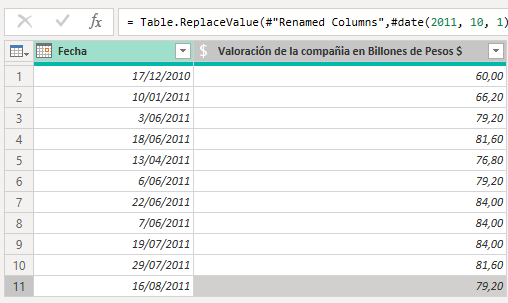 fx = Table.ReplaceValue(#"Renamed Columns",#date(2011, 10, 1)
Fecha $ Valoración de la compañia en Billones de Pesos $
1 17/12/2010 60,00
2 10/01/2011 66,20
3 3/06/2011 79,20
4 18/06/2011 81,60
5 13/04/2011 76,80
6 6/06/2011 79,20
7 22/06/2011 84,00
8 7/06/2011 84,00
9 19/07/2011 84,00
10 29/07/2011 81,60
11 16/08/2011 79,20